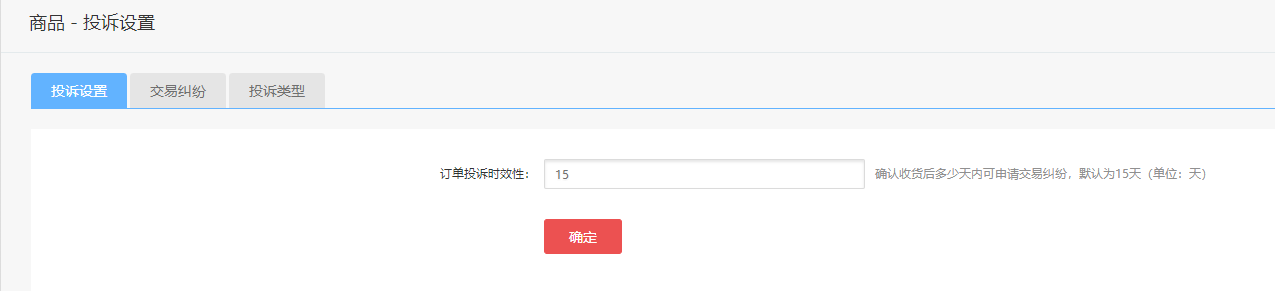 商品 - 投诉设置
投诉设置 交易纠纷 投诉类型
订单投诉时效性： 15 确认收货后多少天内可申请交易纠纷，默认为15天（单位：天）
确定